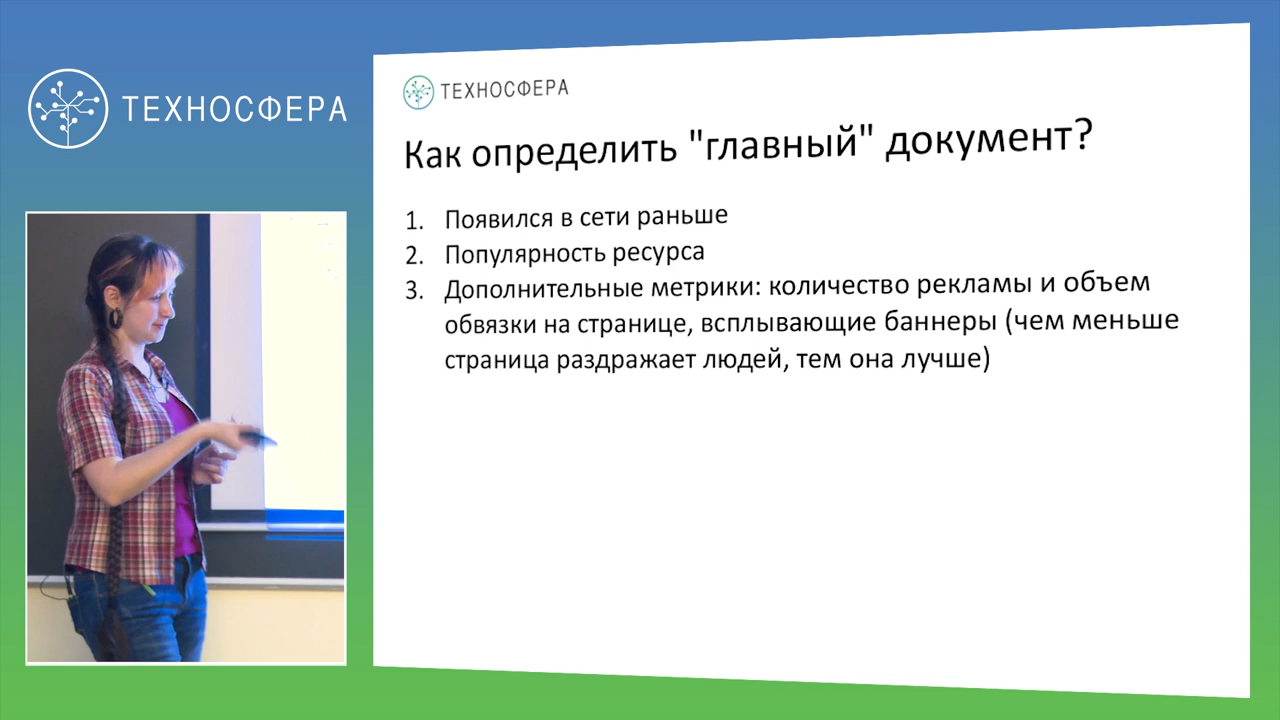 ТЕХНОСФЕРА
ТЕХНОСФЕРА
Как определить "главный" документ?
1. Появился в сети раньше
2. Популярность ресурса
3. Дополнительные метрики: количество рекламы и объем
обвязки на странице, всплывающие баннеры (чем меньше
страница раздражает людей, тем она лучше)